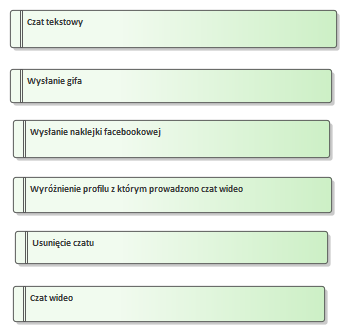 Czat tekstowy
Wysłanie gifa
Wysłanie naklejki facebookowej
Wyróżnienie profilu z którym prowadzono czat wideo
Usunięcie czatu
Czat wideo